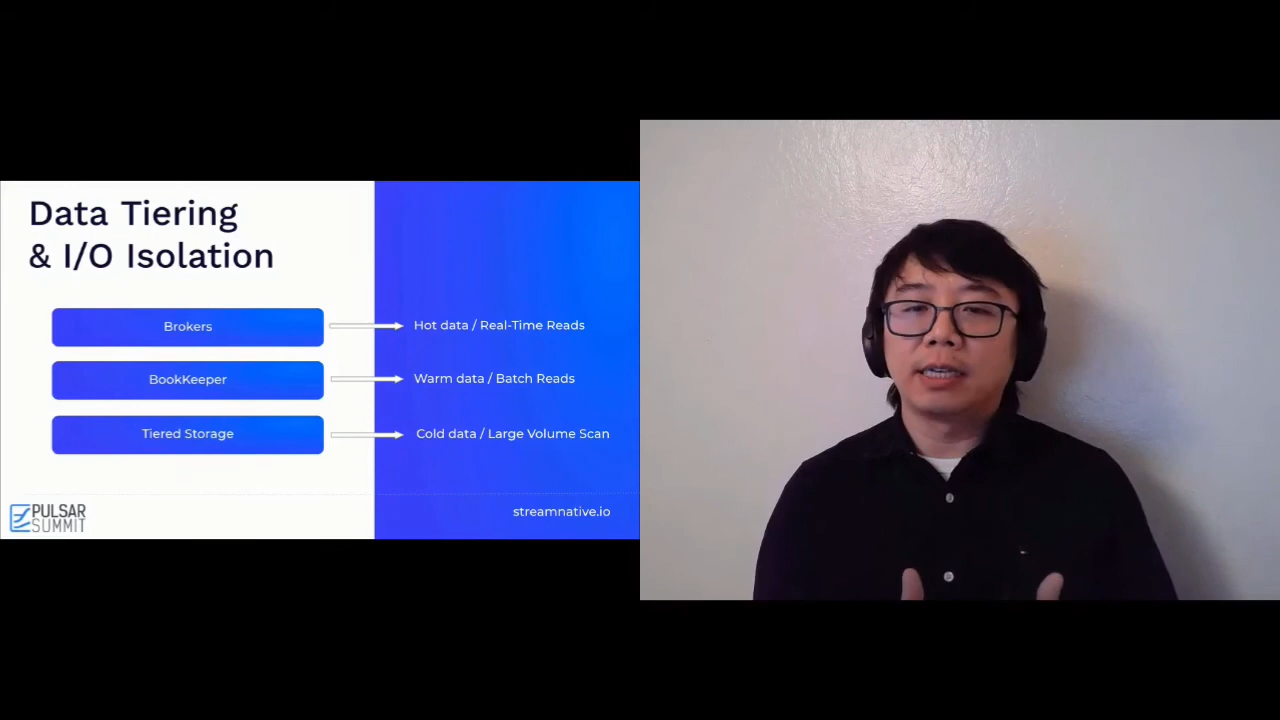 Data Tiering
& I/O Isolation
Brokers
Hot data / Real-Time Reads
BookKeeper
Warm data / Batch Reads
Tiered Storage
Cold data / Large Volume Scan
PULSAR
SUMMIT
streamnative.io